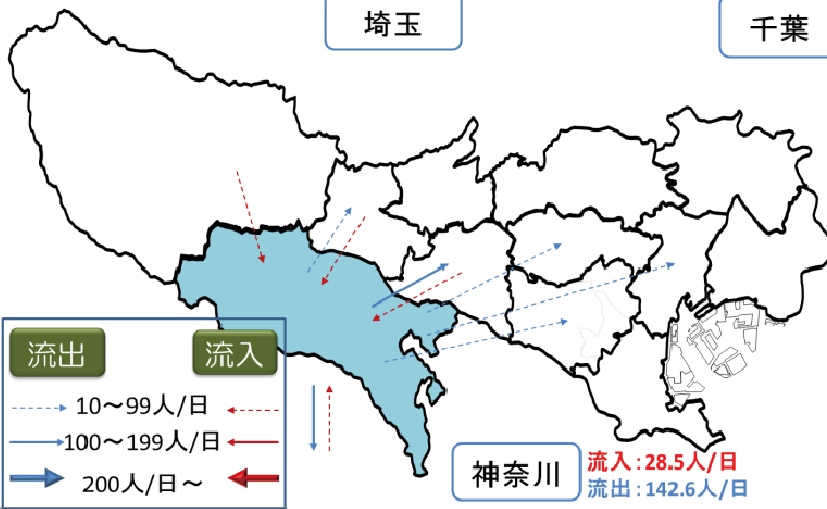 埼玉
千葉
流出 流入
10～99人/日
100～199人/日
200人/日～
神奈川
流入：28.5人/日
流出：142.6人/日